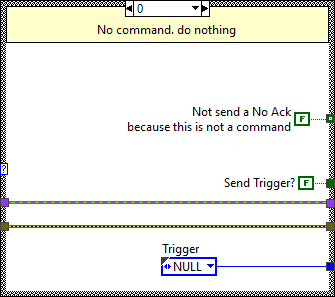 0
No command. do nothing
Not send a No Ack
because this is not a command
F
?
Send Trigger? F
Trigger
NULL